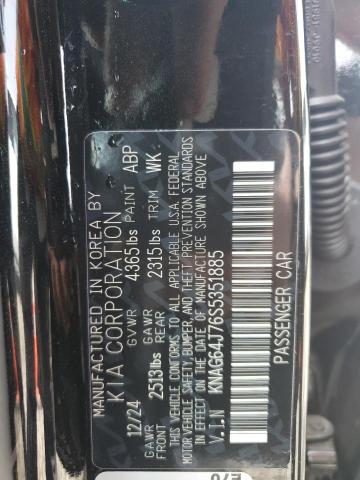 MANUFACTURED IN KOREA BY
KIA CORPORATION
12/24 GVWR 4365lbs PAINT ABP
GAWR FRONT 2513lbs GAWR REAR 2315lbs TRIM WK
THIS VEHICLE CONFORMS TO ALL APPLICABLE U.S.A. FEDERAL
MOTOR VEHICLE SAFETY, BUMPER, AND THEFT PREVENTION STANDARDS
IN EFFECT ON THE DATE OF MANUFACTURE SHOWN ABOVE
V.I.N KNAG64J76S5351885
PASSENGER CAR